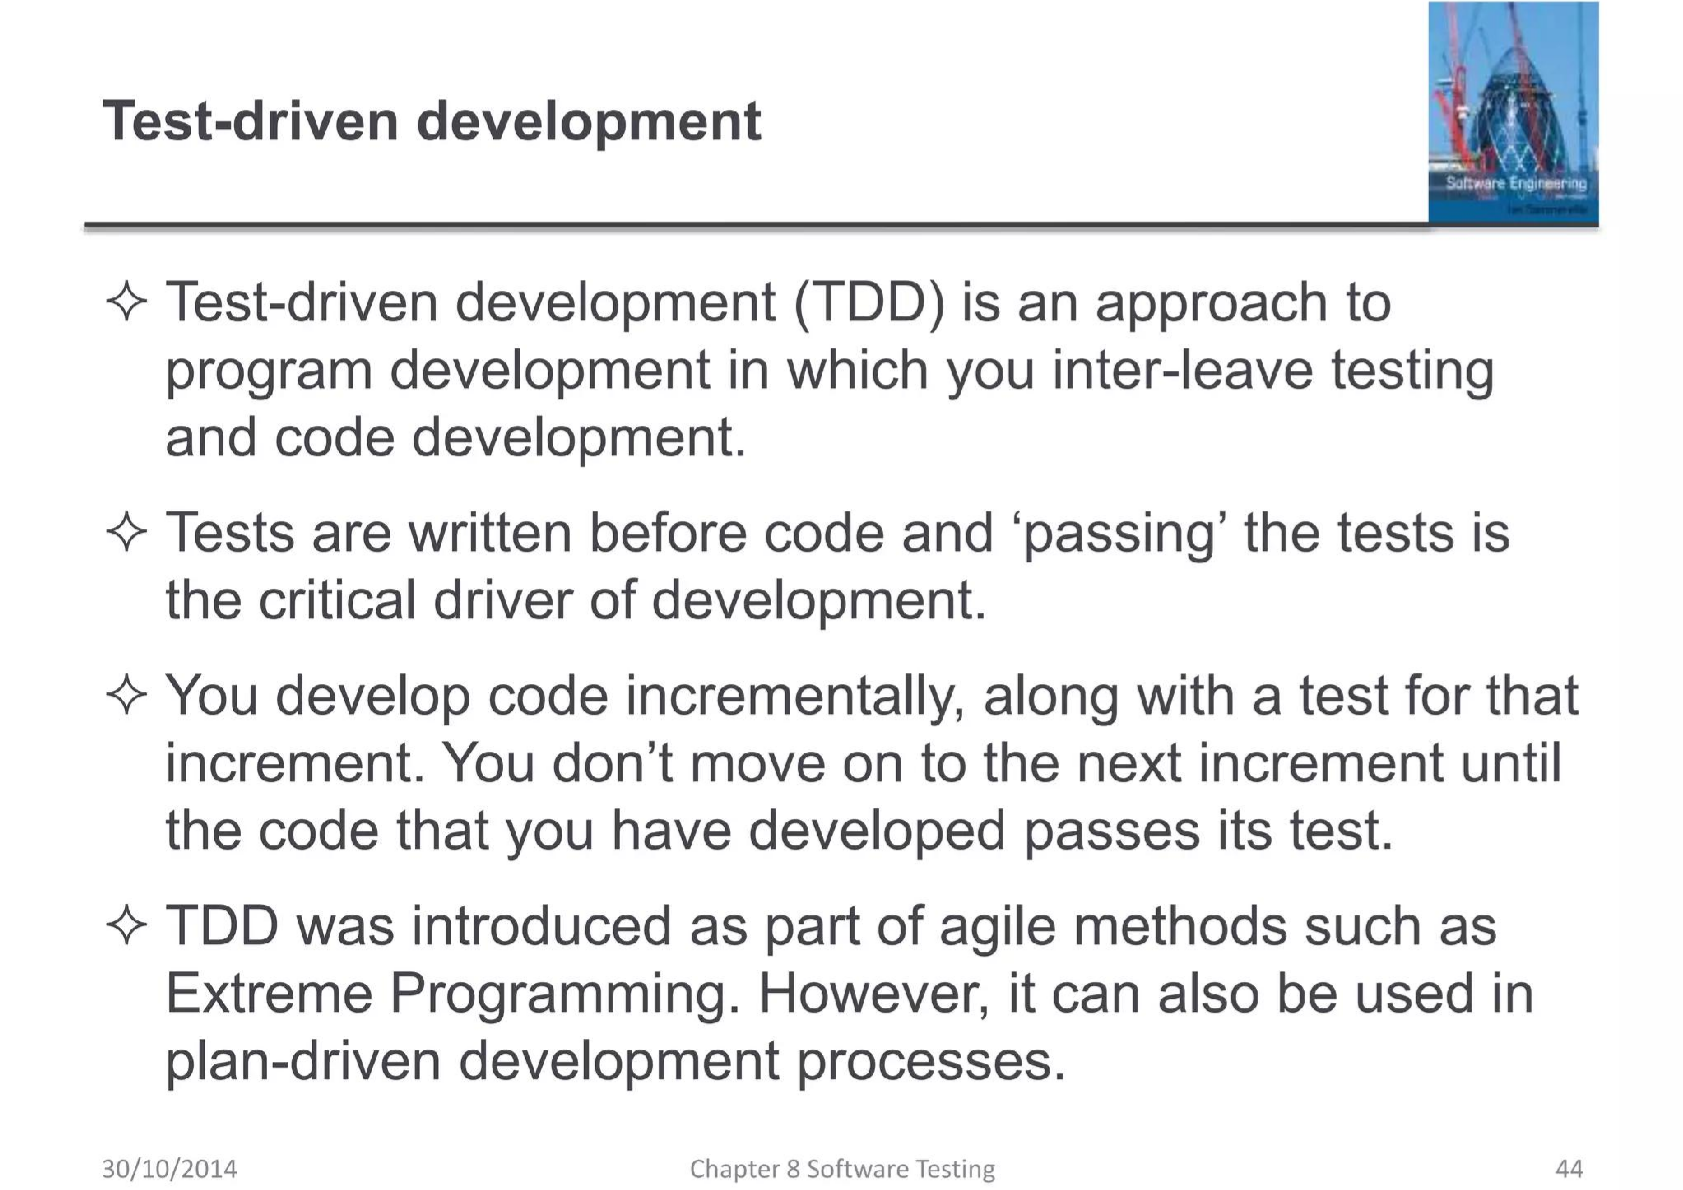 Test-driven development
Software Engineering
✧ Test-driven development (TDD) is an approach to
program development in which you inter-leave testing
and code development.
✧ Tests are written before code and ‘passing’ the tests is
the critical driver of development.
✧ You develop code incrementally, along with a test for that
increment. You don’t move on to the next increment until
the code that you have developed passes its test.
✧ TDD was introduced as part of agile methods such as
Extreme Programming. However, it can also be used in
plan-driven development processes.
30/10/2014
Chapter 8 Software Testing
44